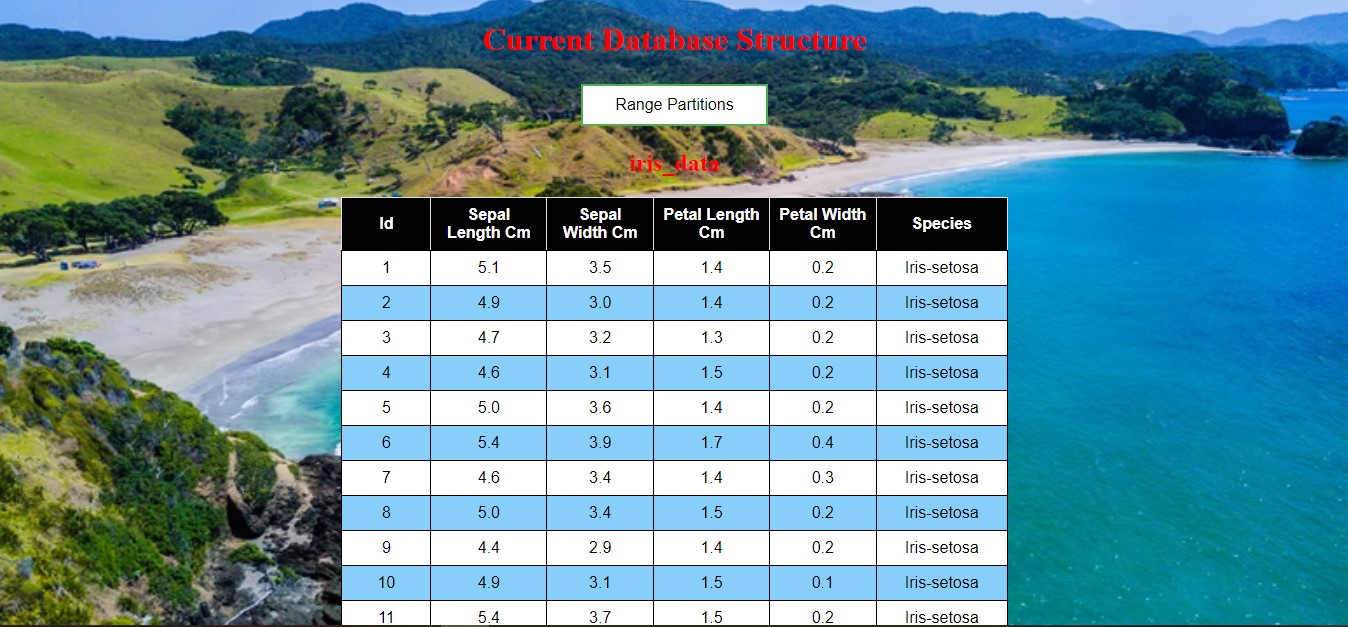 Current Database Structure
Range Partitions
iris_data
Id Sepal Length Cm Sepal Width Cm Petal Length Cm Petal Width Cm Species
1 5.1 3.5 1.4 0.2 Iris-setosa
2 4.9 3.0 1.4 0.2 Iris-setosa
3 4.7 3.2 1.3 0.2 Iris-setosa
4 4.6 3.1 1.5 0.2 Iris-setosa
5 5.0 3.6 1.4 0.2 Iris-setosa
6 5.4 3.9 1.7 0.4 Iris-setosa
7 4.6 3.4 1.4 0.3 Iris-setosa
8 5.0 3.4 1.5 0.2 Iris-setosa
9 4.4 2.9 1.4 0.2 Iris-setosa
10 4.9 3.1 1.5 0.1 Iris-setosa
11 5.4 3.7 1.5 0.2 Iris-setosa